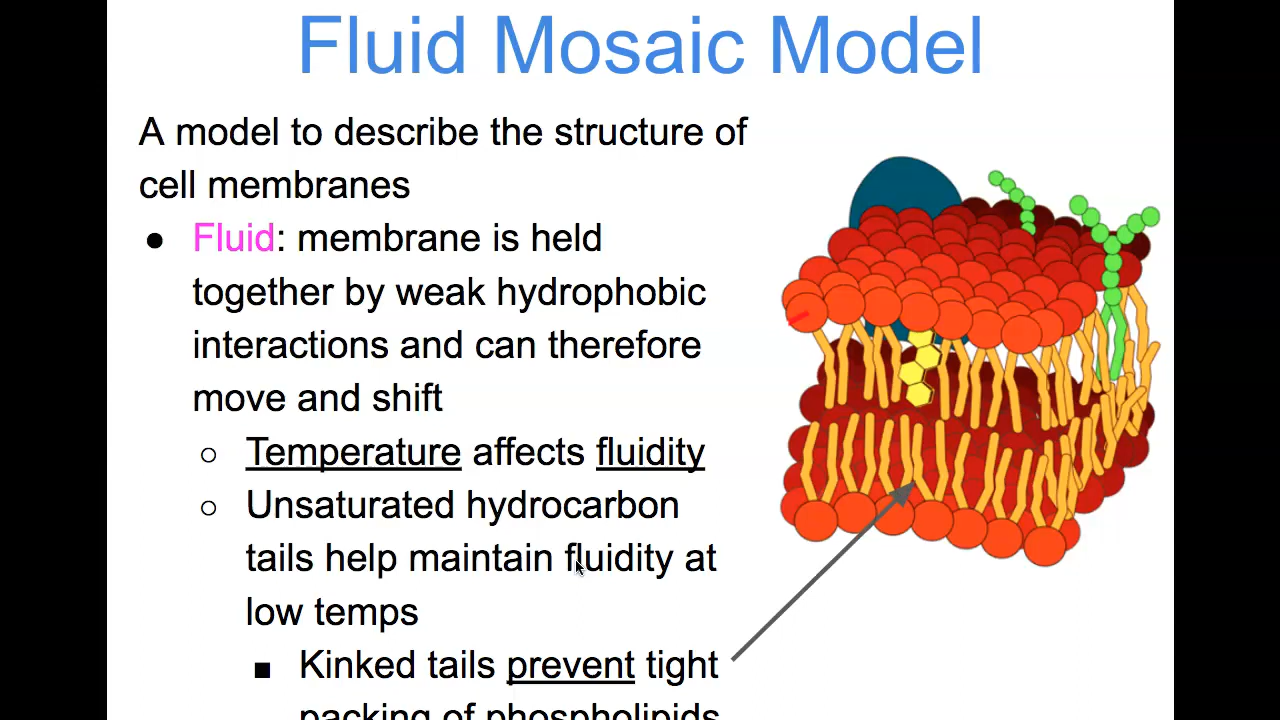 Fluid Mosaic Model
A model to describe the structure of
cell membranes
● Fluid: membrane is held
together by weak hydrophobic
interactions and can therefore
move and shift
○ Temperature affects fluidity
○ Unsaturated hydrocarbon
tails help maintain fluidity at
low temps
■ Kinked tails prevent tight
packing of phospholipids